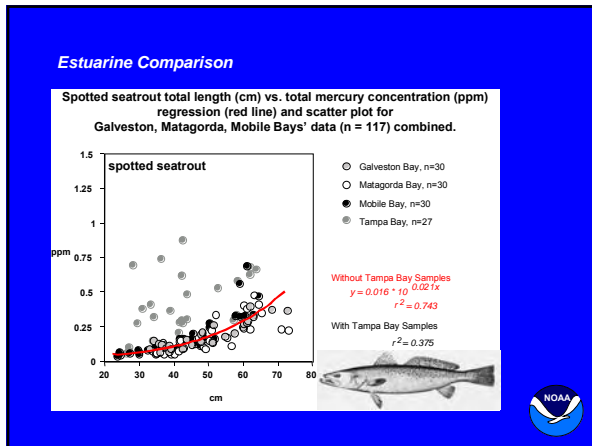 Estuarine Comparison
Spotted seatrout total length (cm) vs. total mercury concentration (ppm)
regression (red line) and scatter plot for
Galveston, Matagorda, Mobile Bays' data (n = 117) combined.
spotted seatrout
1.5
1.25
1
0.75
0.5
0.25
0
ppm
20 30 40 50 60 70 80
cm
Galveston Bay, n=30
Matagorda Bay, n=30
Mobile Bay, n=30
Tampa Bay, n=27
Without Tampa Bay Samples
y = 0.016 * 10 0.021x
r 2 = 0.743
With Tampa Bay Samples
r 2 = 0.375
NOAA